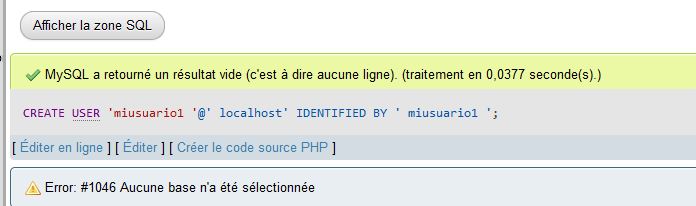 Afficher la zone SQL
MySQL a retourné un résultat vide (c'est à dire aucune ligne). (traitement en 0,0377 seconde(s).)
CREATE USER 'miusuario1 '@' localhost' IDENTIFIED BY ' miusuario1 ';
[ Éditer en ligne ] [ Éditer ] [ Créer le code source PHP ]
Error: #1046 Aucune base n'a été sélectionnée